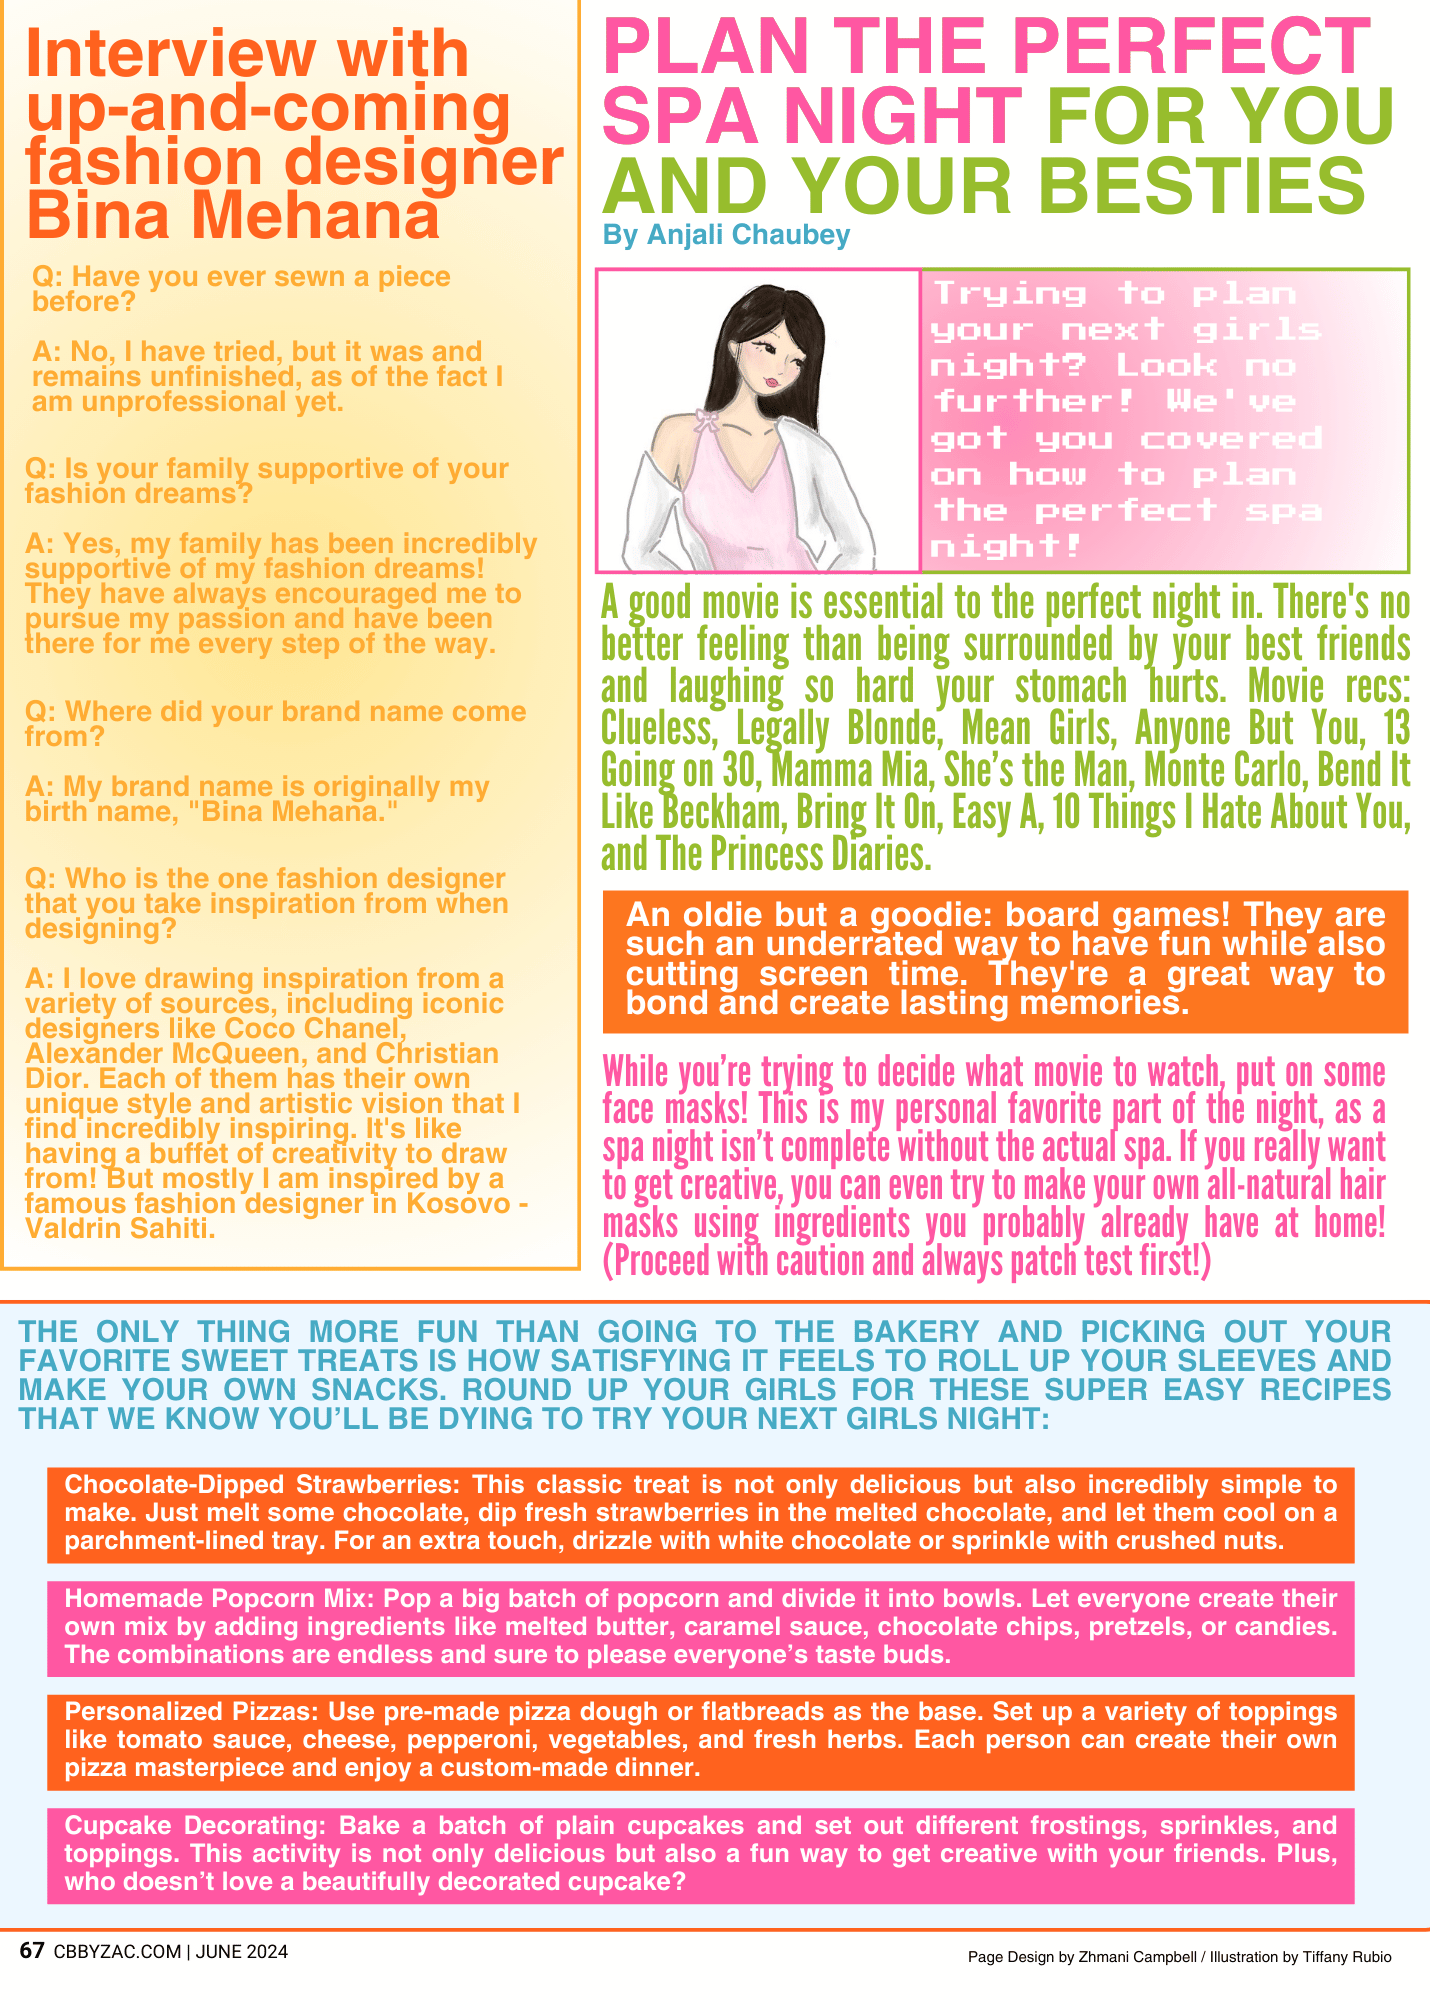 Interview with
up-and-coming
fashion designer
Bina Mehana
Q: Have you ever sewn a piece
before?
A: No, I have tried, but it was and
remains unfinished, as of the fact I
am unprofessional yet.
Q: Is your family supportive of your
fashion dreams?
A: Yes, my family has been incredibly
supportive of my fashion dreams!
They have always encouraged me to
pursue my passion and have been
there for me every step of the way.
Q: Where did your brand name come
from?
A: My brand name is originally my
birth name, "Bina Mehana."
Q: Who is the one fashion designer
that you take inspiration from when
designing?
A: I love drawing inspiration from a
variety of sources, including iconic
designers like Coco Chanel,
Alexander McQueen, and Christian
Dior. Each of them has their own
unique style and artistic vision that I
find incredibly inspiring. It's like
having a buffet of creativity to draw
from! But mostly I am inspired by a
famous fashion designer in Kosovo -
Valdrin Sahiti.
PLAN THE PERFECT
SPA NIGHT FOR YOU
AND YOUR BESTIES
By Anjali Chaubey
Trying to plan
your next girls
night? Look no
further! We've
got you covered
on how to plan
the perfect spa
night!
A good movie is essential to the perfect night in. There's no
better feeling than being surrounded by your best friends
and laughing so hard your stomach hurts. Movie recs:
Clueless, Legally Blonde, Mean Girls, Anyone But You, 13
Going on 30, Mamma Mia, She's the Man, Monte Carlo, Bend It
Like Beckham, Bring It On, Easy A, 10 Things I Hate About You,
and The Princess Diaries.
An oldie but a goodie: board games! They are
such an underrated way to have fun while also
cutting screen time. They're a great way to
bond and create lasting memories.
While you're trying to decide what movie to watch, put on some
face masks! This is my personal favorite part of the night, as a
spa night isn't complete without the actual spa. If you really want
to get creative, you can even try to make your own all-natural hair
masks using ingredients you probably already have at home!
(Proceed with caution and always patch test first!)
THE ONLY THING MORE FUN THAN GOING TO THE BAKERY AND PICKING OUT YOUR
FAVORITE SWEET TREATS IS HOW SATISFYING IT FEELS TO ROLL UP YOUR SLEEVES AND
MAKE YOUR OWN SNACKS. ROUND UP YOUR GIRLS FOR THESE SUPER EASY RECIPES
THAT WE KNOW YOU'LL BE DYING TO TRY YOUR NEXT GIRLS NIGHT:
Chocolate-Dipped Strawberries: This classic treat is not only delicious but also incredibly simple to
make. Just melt some chocolate, dip fresh strawberries in the melted chocolate, and let them cool on a
parchment-lined tray. For an extra touch, drizzle with white chocolate or sprinkle with crushed nuts.
Homemade Popcorn Mix: Pop a big batch of popcorn and divide it into bowls. Let everyone create their
own mix by adding ingredients like melted butter, caramel sauce, chocolate chips, pretzels, or candies.
The combinations are endless and sure to please everyone's taste buds.
Personalized Pizzas: Use pre-made pizza dough or flatbreads as the base. Set up a variety of toppings
like tomato sauce, cheese, pepperoni, vegetables, and fresh herbs. Each person can create their own
pizza masterpiece and enjoy a custom-made dinner.
Cupcake Decorating: Bake a batch of plain cupcakes and set out different frostings, sprinkles, and
toppings. This activity is not only delicious but also a fun way to get creative with your friends. Plus,
who doesn't love a beautifully decorated cupcake?
67 CBBYZAC.COM | JUNE 2024
Page Design by Zhmani Campbell / Illustration by Tiffany Rubio